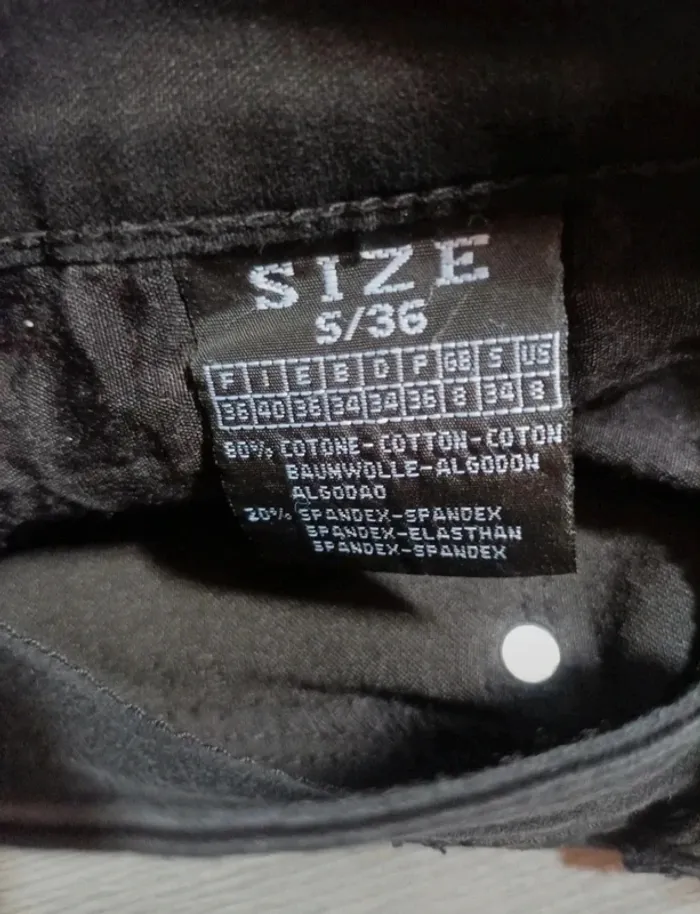 SIZE
S/36
F I E B D P GB S US
36 40 36 34 34 36 8 34 8
80% COTONE-COTTON-COTON
BAUMWOLLE-ALGODON
ALGODAO
20% SPANDEX-SPANDEX
SPANDEX-ELASTHAN
SPANDEX-SPANDEX